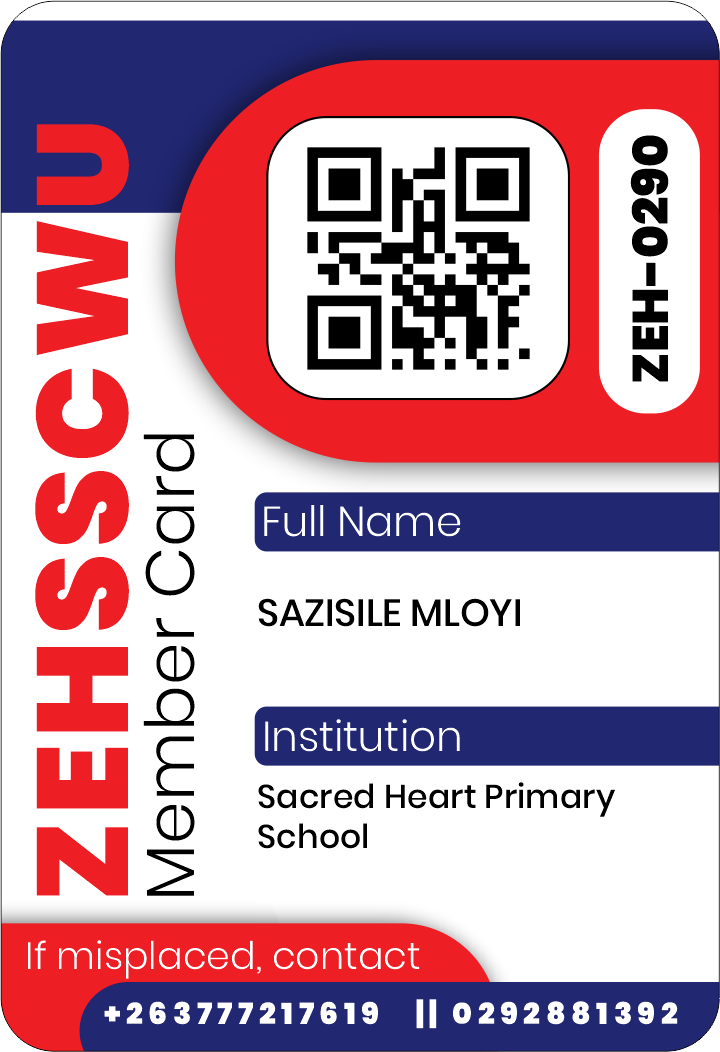 ZEHSSCWU
Member Card
ZEH-0290
Full Name
SAZISILE MLOYI
Institution
Sacred Heart Primary
School
If misplaced, contact
+263777217619 || 0292881392